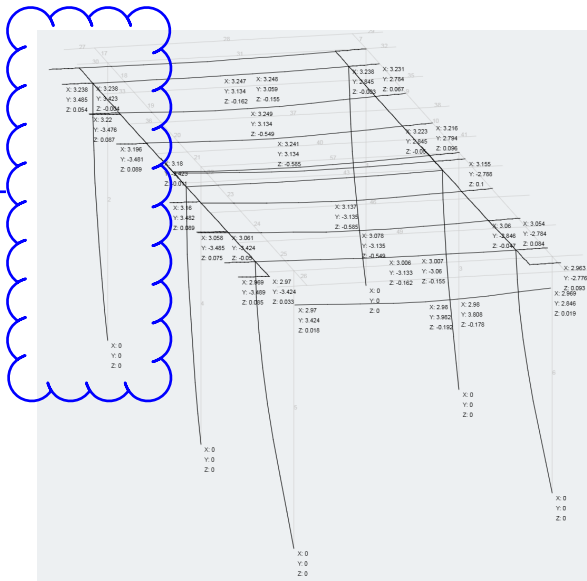 X: 3.238
Y: 3.485
Z: 0.054
X: 3.238
Y: 3.423
Z: -0.034
X: 3.22
Y: -3.476
Z: 0.087
X: 3.196
Y: -3.481
Z: 0.089
X: 3.247
Y: 3.134
Z: -0.162
X: 3.248
Y: 3.059
Z: -0.155
X: 3.249
Y: 3.134
Z: -0.549
X: 3.241
Y: 3.134
Z: -0.585
X: 3.238
Y: 2.845
X: 3.231
Y: 2.784
Z: 0.067
X: 3.223
Y: 2.845
X: 3.216
Y: 2.794
Z: 0.096
X: 3.155
Y: -2.768
Z: 0.1
X: 3.16
Y: 3.482
Z: 0.089
X: 3.058
Y: -3.485
Z: 0.075
X: 3.061
Y: -3.424
X: 3.137
Y: -3.135
Z: -0.585
X: 3.078
Y: -3.135
Z: -0.549
X: 3.006
Y: -3.133
Z: -0.162
X: 3.007
Y: -3.06
Z: -0.155
X: 3.06
Y: -2.846
Z: -0.047
X: 3.054
Y: -2.784
Z: 0.084
X: 2.963
Y: -2.776
Z: 0.093
X: 2.969
Y: 2.846
Z: 0.019
X: 2.969
Y: -3.469
Z: 0.085
X: 2.97
Y: -3.424
Z: 0.033
X: 2.97
Y: 3.424
Z: 0.018
X: 2.98
Y: 3.982
Z: -0.192
X: 2.98
Y: 3.808
Z: -0.178
X: 0
Y: 0
Z: 0
X: 0
Y: 0
Z: 0
X: 0
Y: 0
Z: 0
X: 0
Y: 0
Z: 0
X: 0
Y: 0
Z: 0
X: 0
Y: 0
Z: 0